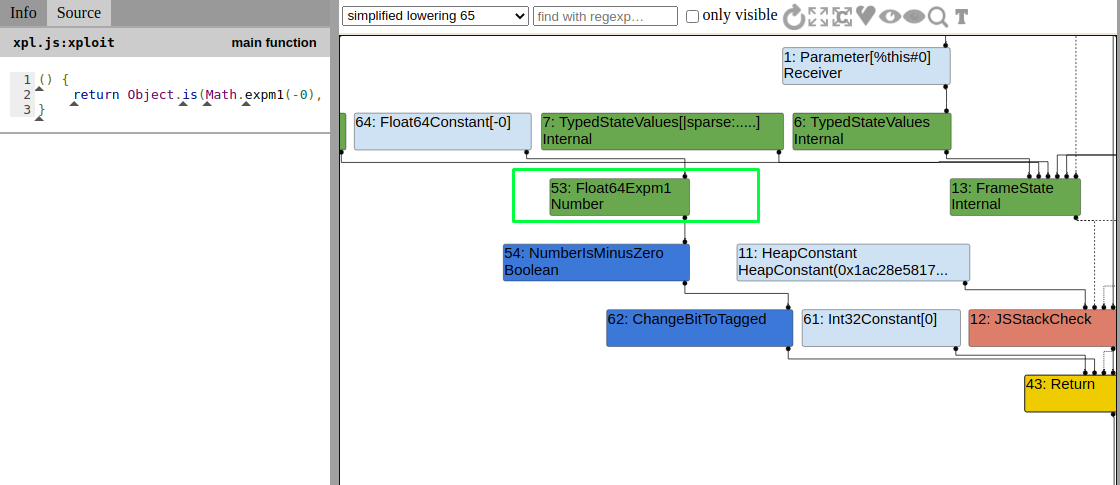 Info Source
simplified lowering 65
find with regexp...
only visible
T
xpl.js:xploit
main function
1 () {
2 return Object.is(Math.expm1(-0),
3 }
1: Parameter[%this#0]
Receiver
64: Float64Constant[-0]
7: TypedStateValues[|sparse:.....]
Internal
6: TypedStateValues
Internal
53: Float64Expm1
Number
13: FrameState
Internal
54: NumberIsMinusZero
Boolean
11: HeapConstant
HeapConstant(0x1ac28e5817...
62: ChangeBitToTagged
61: Int32Constant[0]
12: JSStackCheck
43: Return